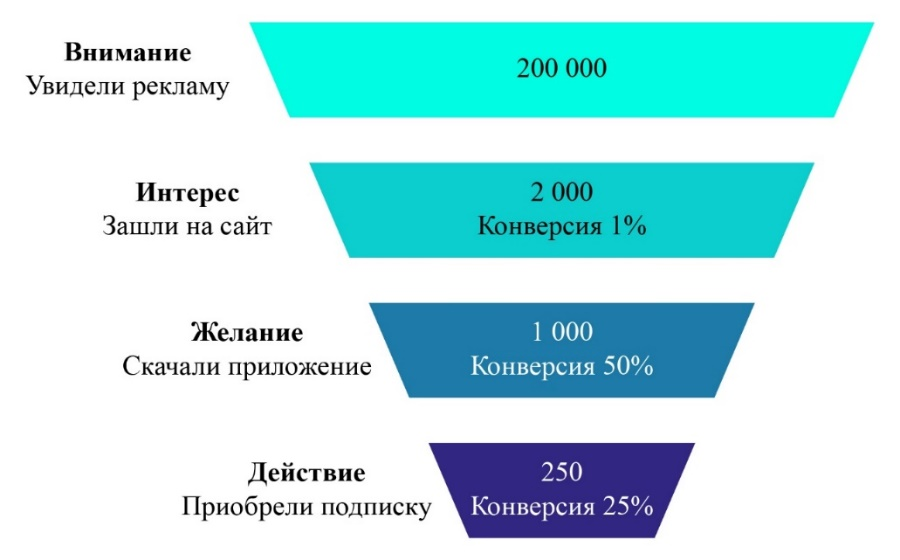 Внимание
Увидели рекламу
200 000
Интерес
Зашли на сайт
2 000
Конверсия 1%
Желание
Скачали приложение
1 000
Конверсия 50%
Действие
Приобрели подписку
250
Конверсия 25%